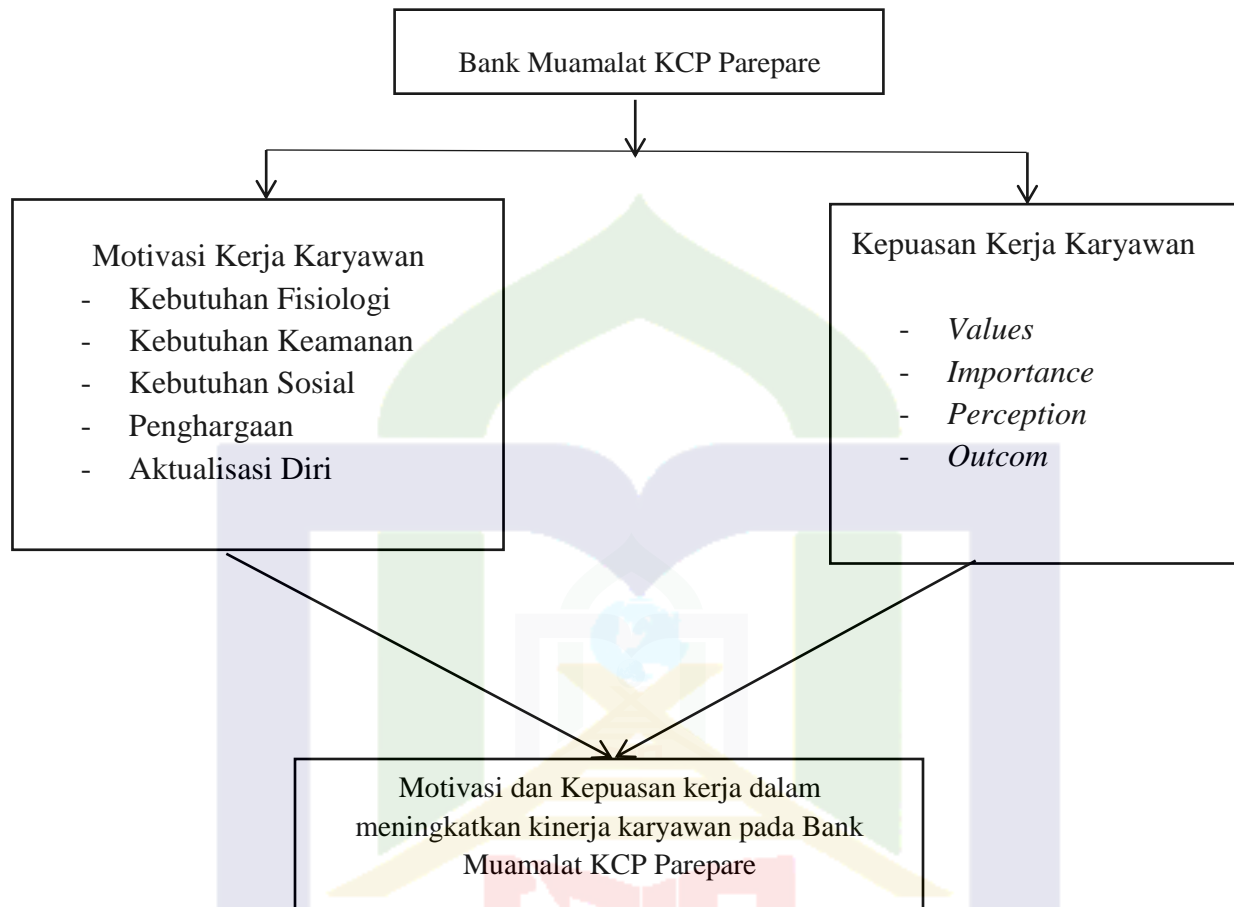 Bank Muamalat KCP Parepare
Motivasi Kerja Karyawan
- Kebutuhan Fisiologi
- Kebutuhan Keamanan
- Kebutuhan Sosial
- Penghargaan
- Aktualisasi Diri
Kepuasan Kerja Karyawan
- Values
- Importance
- Perception
- Outcom
Motivasi dan Kepuasan kerja dalam
meningkatkan kinerja karyawan pada Bank
Muamalat KCP Parepare